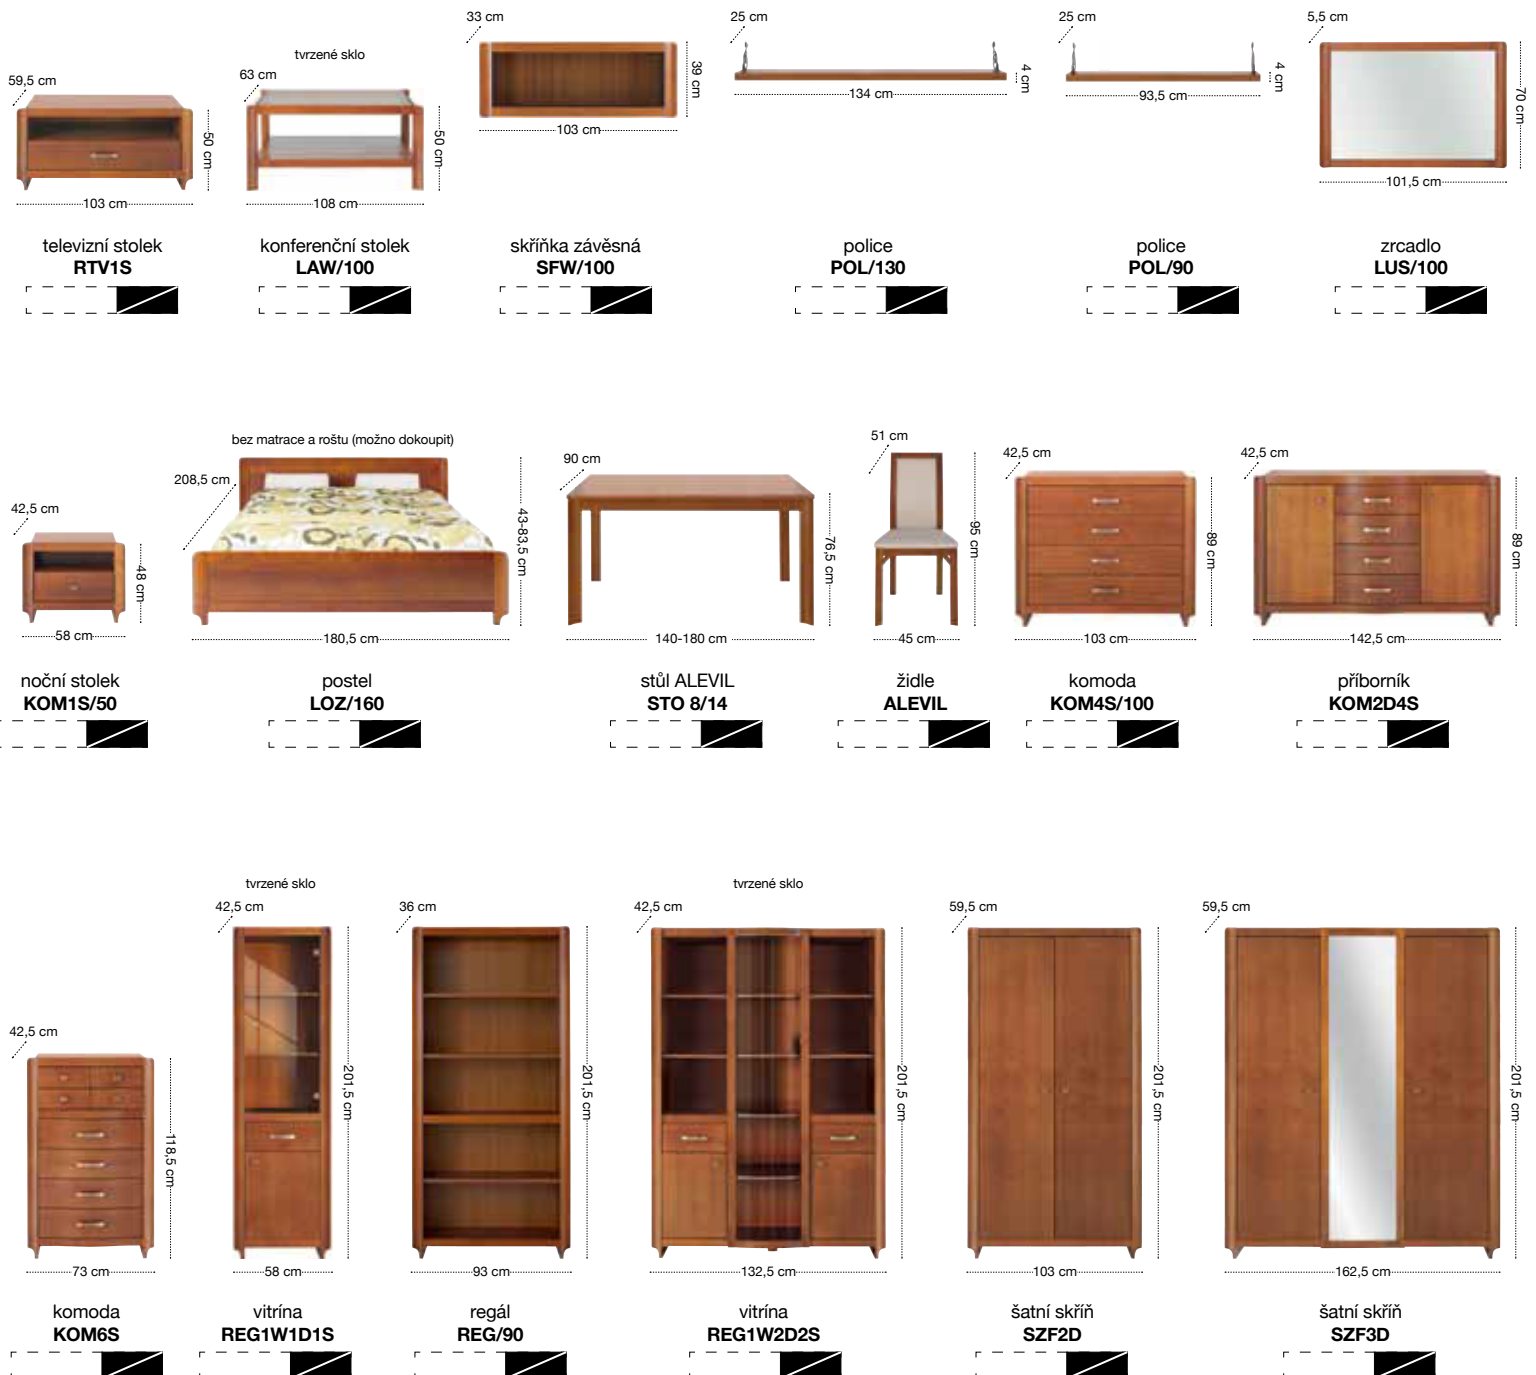 59,5 cm
50 cm
103 cm
televizní stolek
RTV1S
tvrzené sklo
63 cm
50 cm
108 cm
konferenční stolek
LAW/100
33 cm
39 cm
103 cm
skříňka závěsná
SFW/100
25 cm
4 cm
134 cm
police
POL/130
25 cm
4 cm
93,5 cm
police
POL/90
5,5 cm
70 cm
101,5 cm
zrcadlo
LUS/100
42,5 cm
48 cm
58 cm
noční stolek
KOM1S/50
bez matrace a roštu (možno dokoupit)
208,5 cm
43-83,5 cm
180,5 cm
postel
LOZ/160
90 cm
76,5 cm
140-180 cm
stůl ALEVIL
STO 8/14
51 cm
95 cm
45 cm
židle
ALEVIL
42,5 cm
89 cm
103 cm
komoda
KOM4S/100
42,5 cm
89 cm
142,5 cm
příborník
KOM2D4S
42,5 cm
118,5 cm
73 cm
komoda
KOM6S
tvrzené sklo
42,5 cm
201,5 cm
58 cm
vitrína
REG1W1D1S
36 cm
201,5 cm
93 cm
regál
REG/90
tvrzené sklo
42,5 cm
201,5 cm
132,5 cm
vitrína
REG1W2D2S
59,5 cm
201,5 cm
103 cm
šatní skříň
SZF2D
59,5 cm
201,5 cm
162,5 cm
šatní skříň
SZF3D